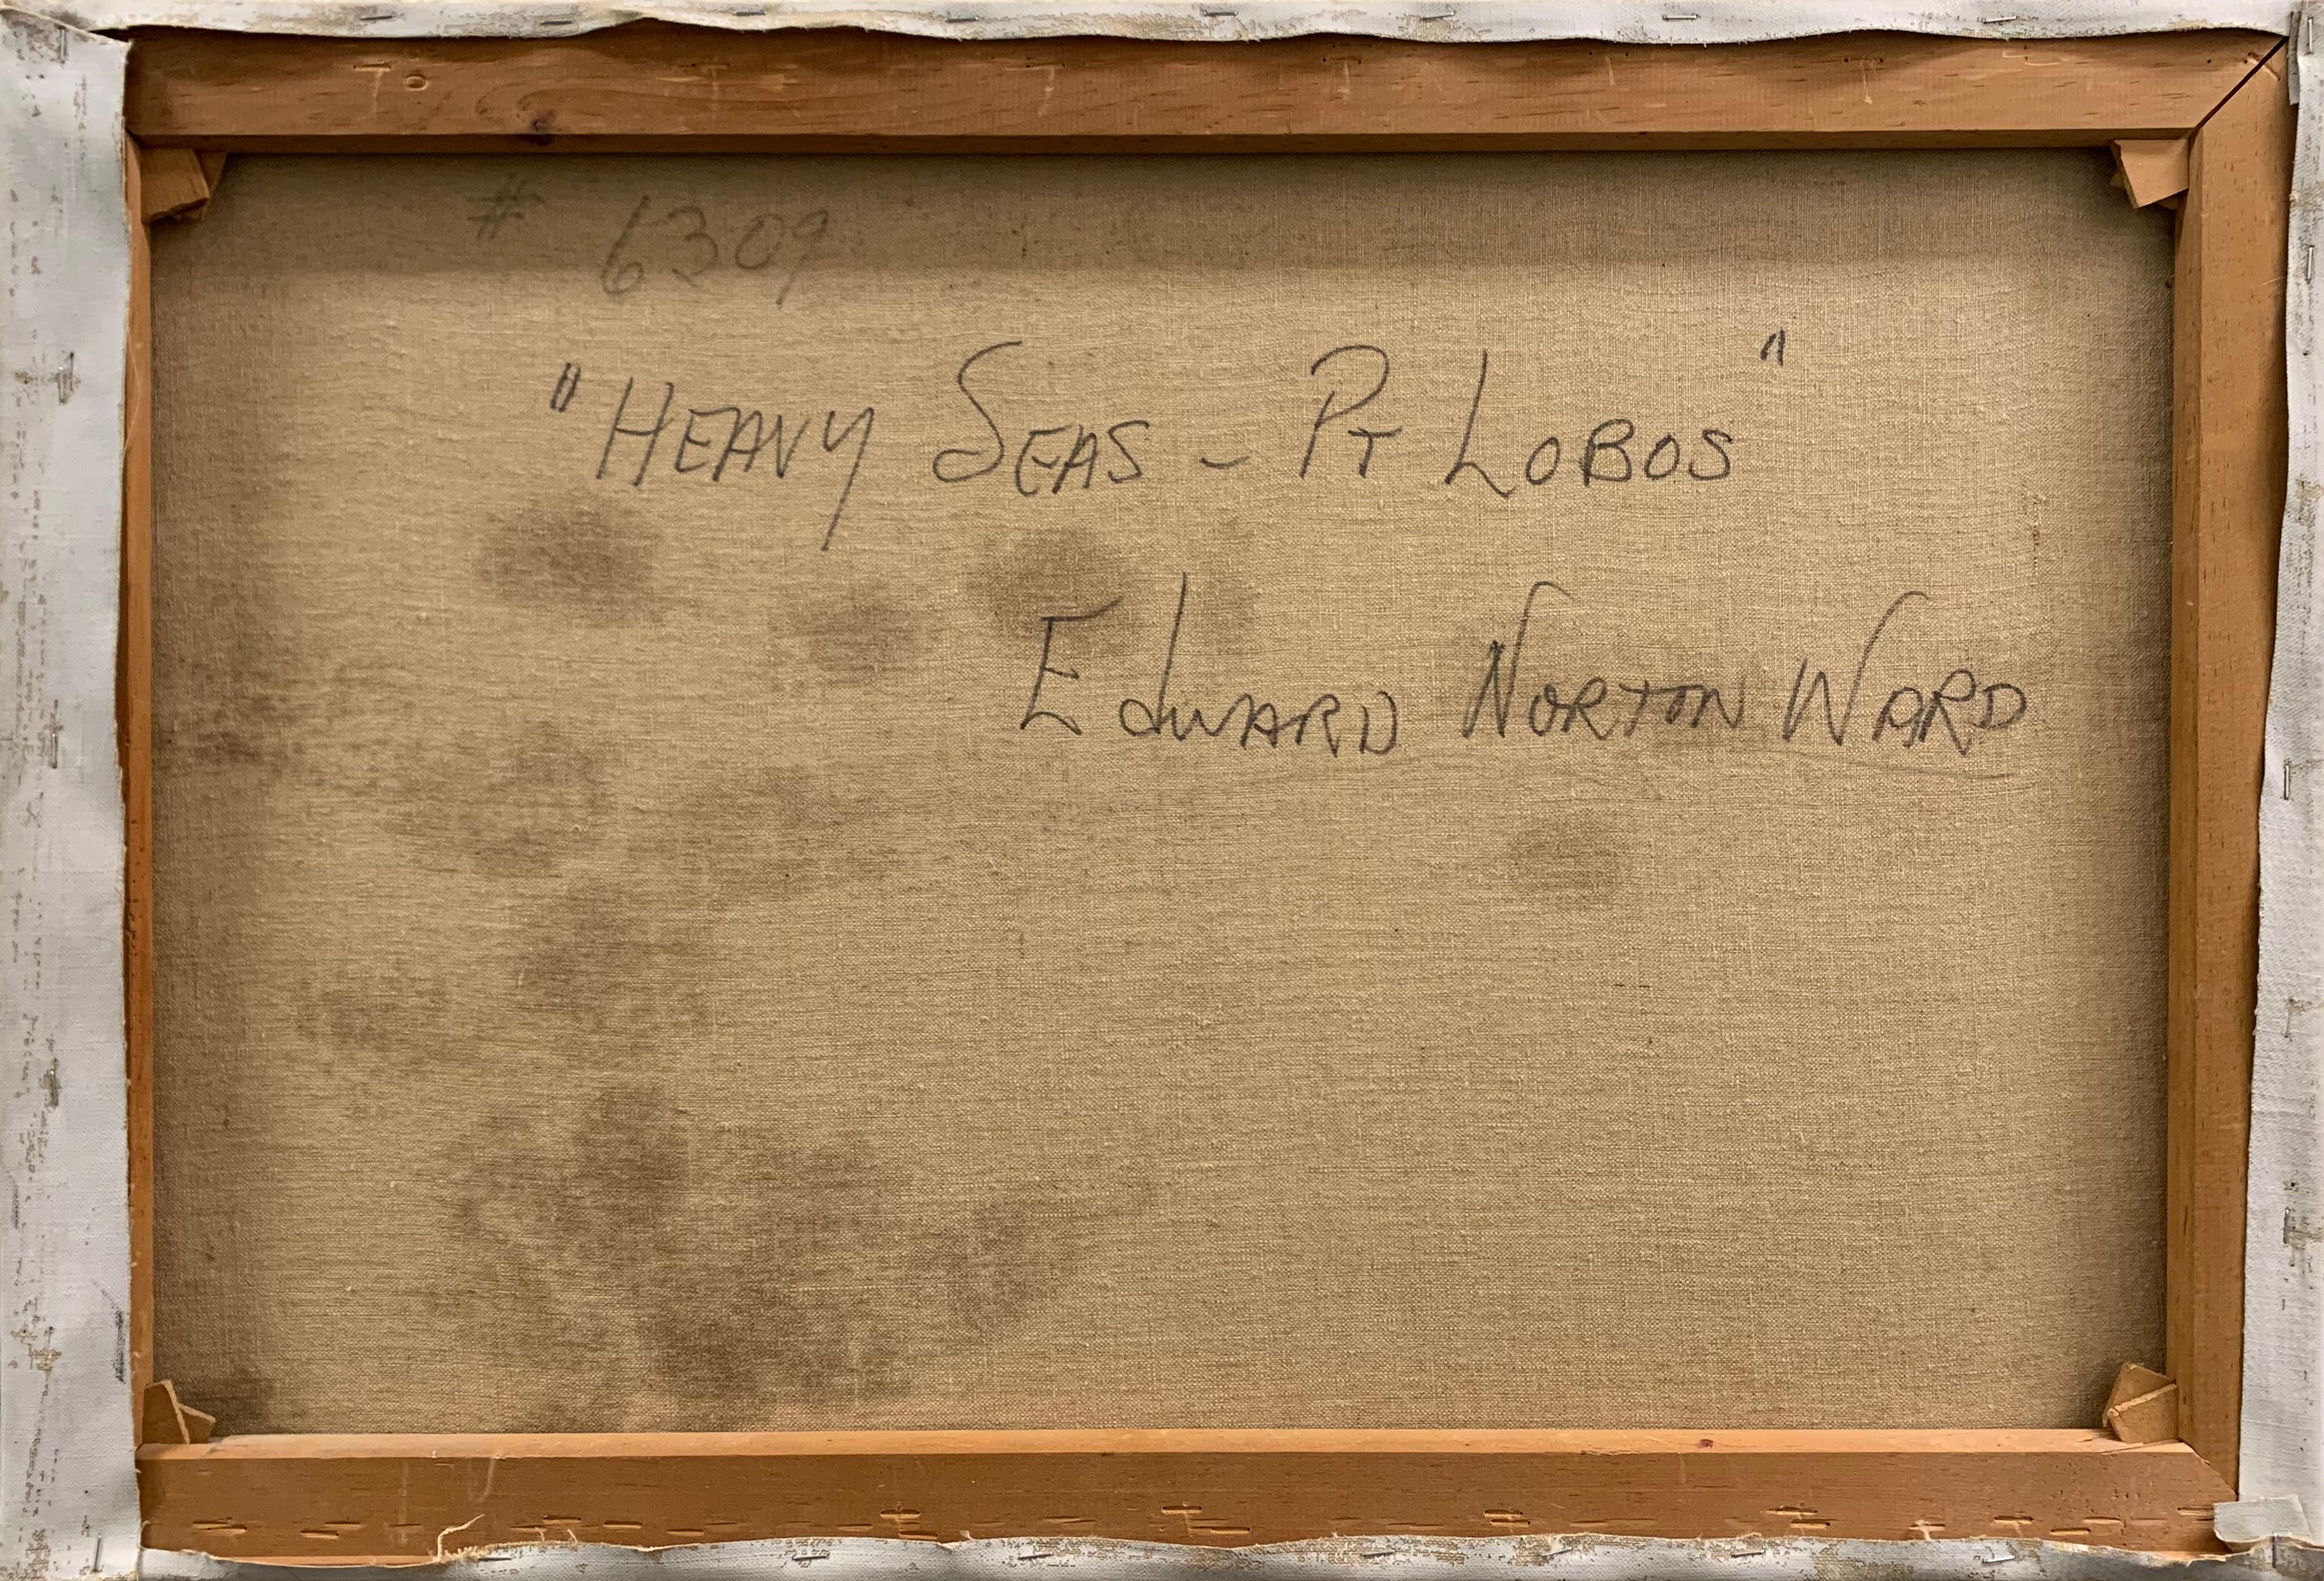 # 6309
"HEAVY SEAS - PT LOBOS"
EdWARD NORTON WARD